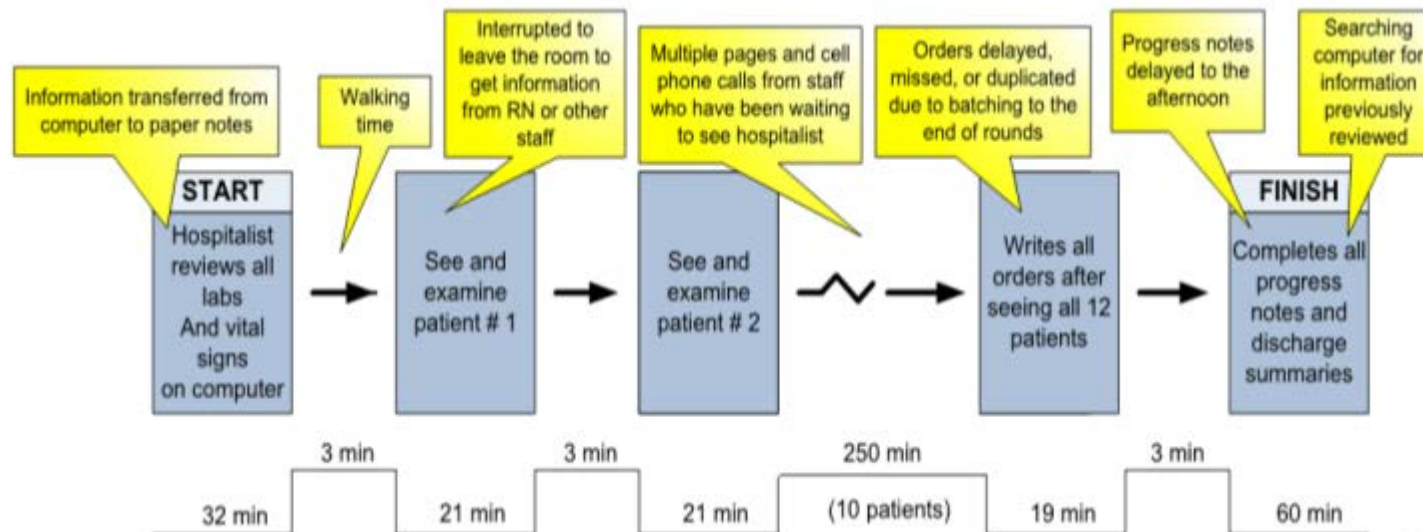 Information transferred from
computer to paper notes
Walking
time
Interrupted to
leave the room to
get information
from RN or other
staff
Multiple pages and cell
phone calls from staff
who have been waiting
to see hospitalist
Orders delayed,
missed, or duplicated
due to batching to the
end of rounds
Progress notes
delayed to the
afternoon
Searching
computer for
information
previously
reviewed
START
Hospitalist
reviews all
labs
And vital
signs
on computer
See and
examine
patient # 1
See and
examine
patient # 2
Writes all
orders after
seeing all 12
patients
FINISH
Completes all
progress
notes and
discharge
summaries
32 min
3 min
21 min
3 min
21 min
250 min
(10 patients)
19 min
3 min
60 min